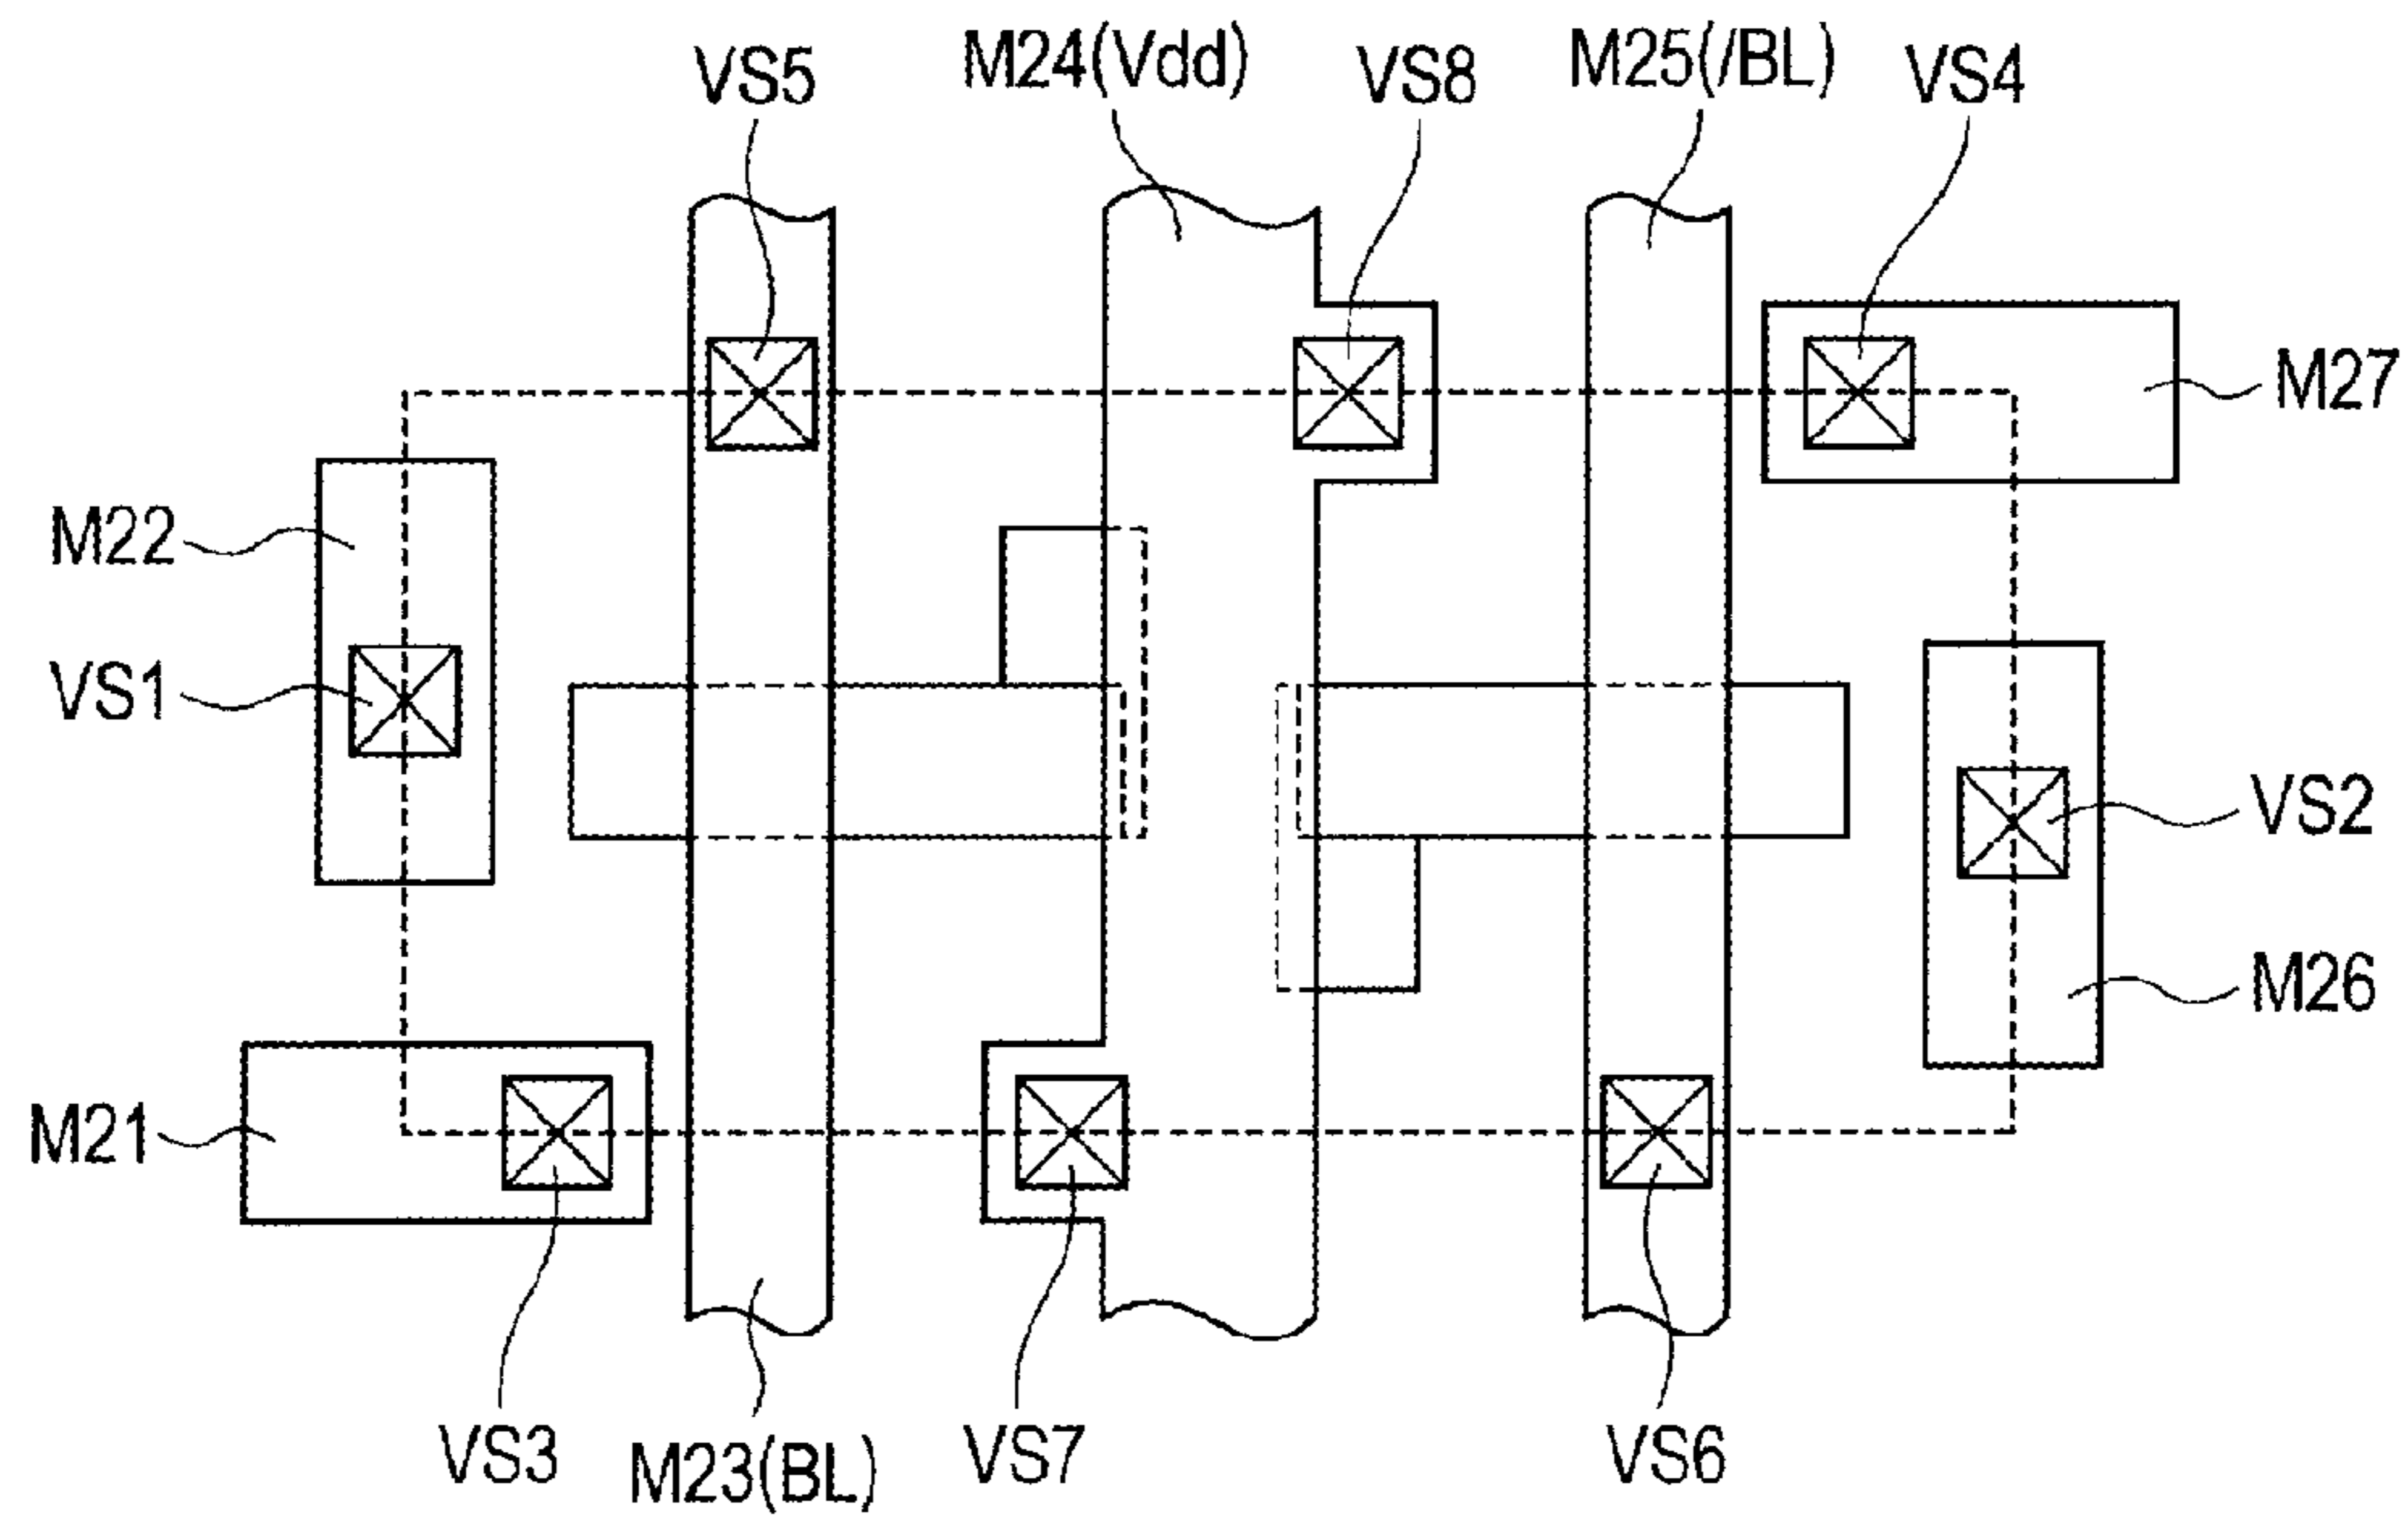 M24(Vdd)
M25(/BL)
VS5
VS8
VS4
M27
M22
VS1
VS2
M26
M21
VS3
M23(BL)
VS7
VS6